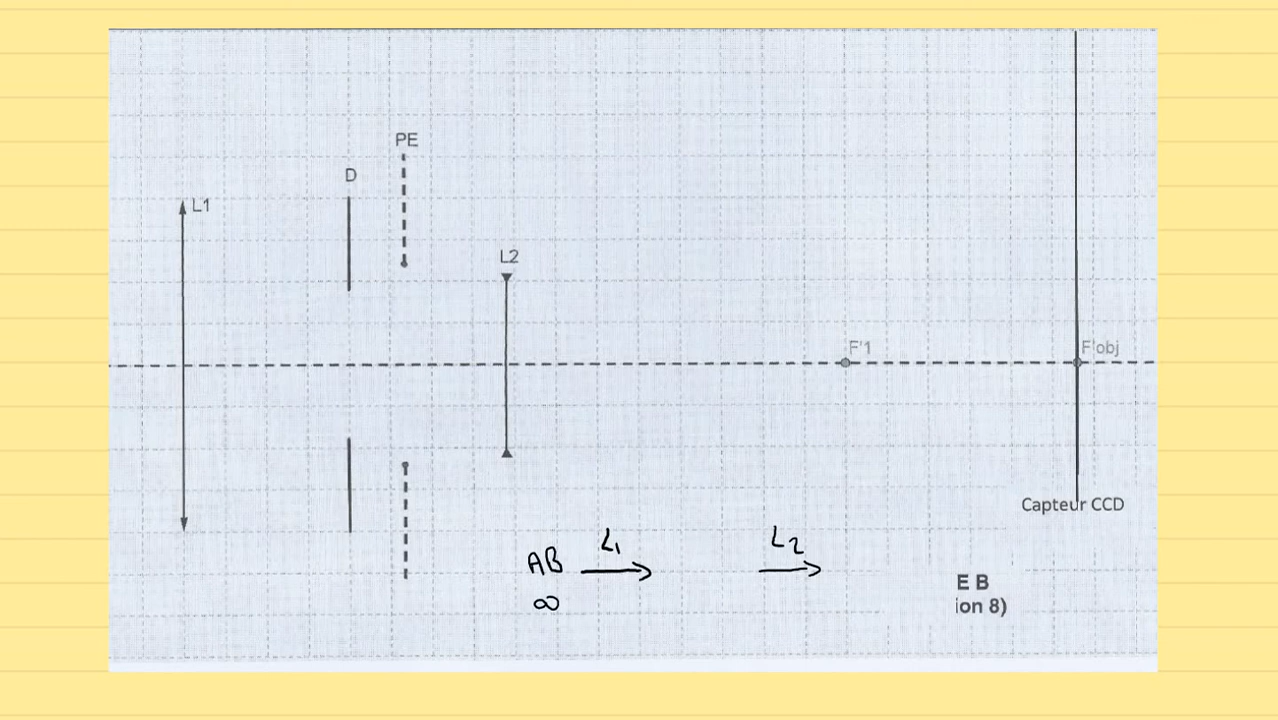 PE
D
L1
L2
F'1
F'obj
Capteur CCD
AB L₁ L₂
∞
E B
ion 8)